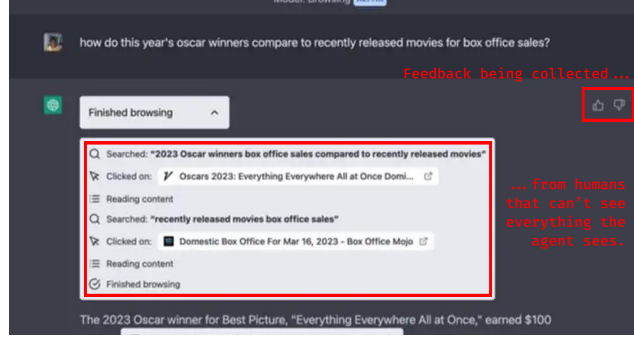 Model: Browsing
how do this year's oscar winners compare to recently released movies for box office sales?
Feedback being collected...
Finished browsing
Searched: "2023 Oscar winners box office sales compared to recently released movies"
Clicked on: Oscars 2023: Everything Everywhere All at Once Domi...
Reading content
Searched: "recently released movies box office sales"
Clicked on: Domestic Box Office For Mar 16, 2023 - Box Office Mojo
Reading content
Finished browsing
...from humans
that can't see
everything the
agent sees.
The 2023 Oscar winner for Best Picture, "Everything Everywhere All at Once," earned $100